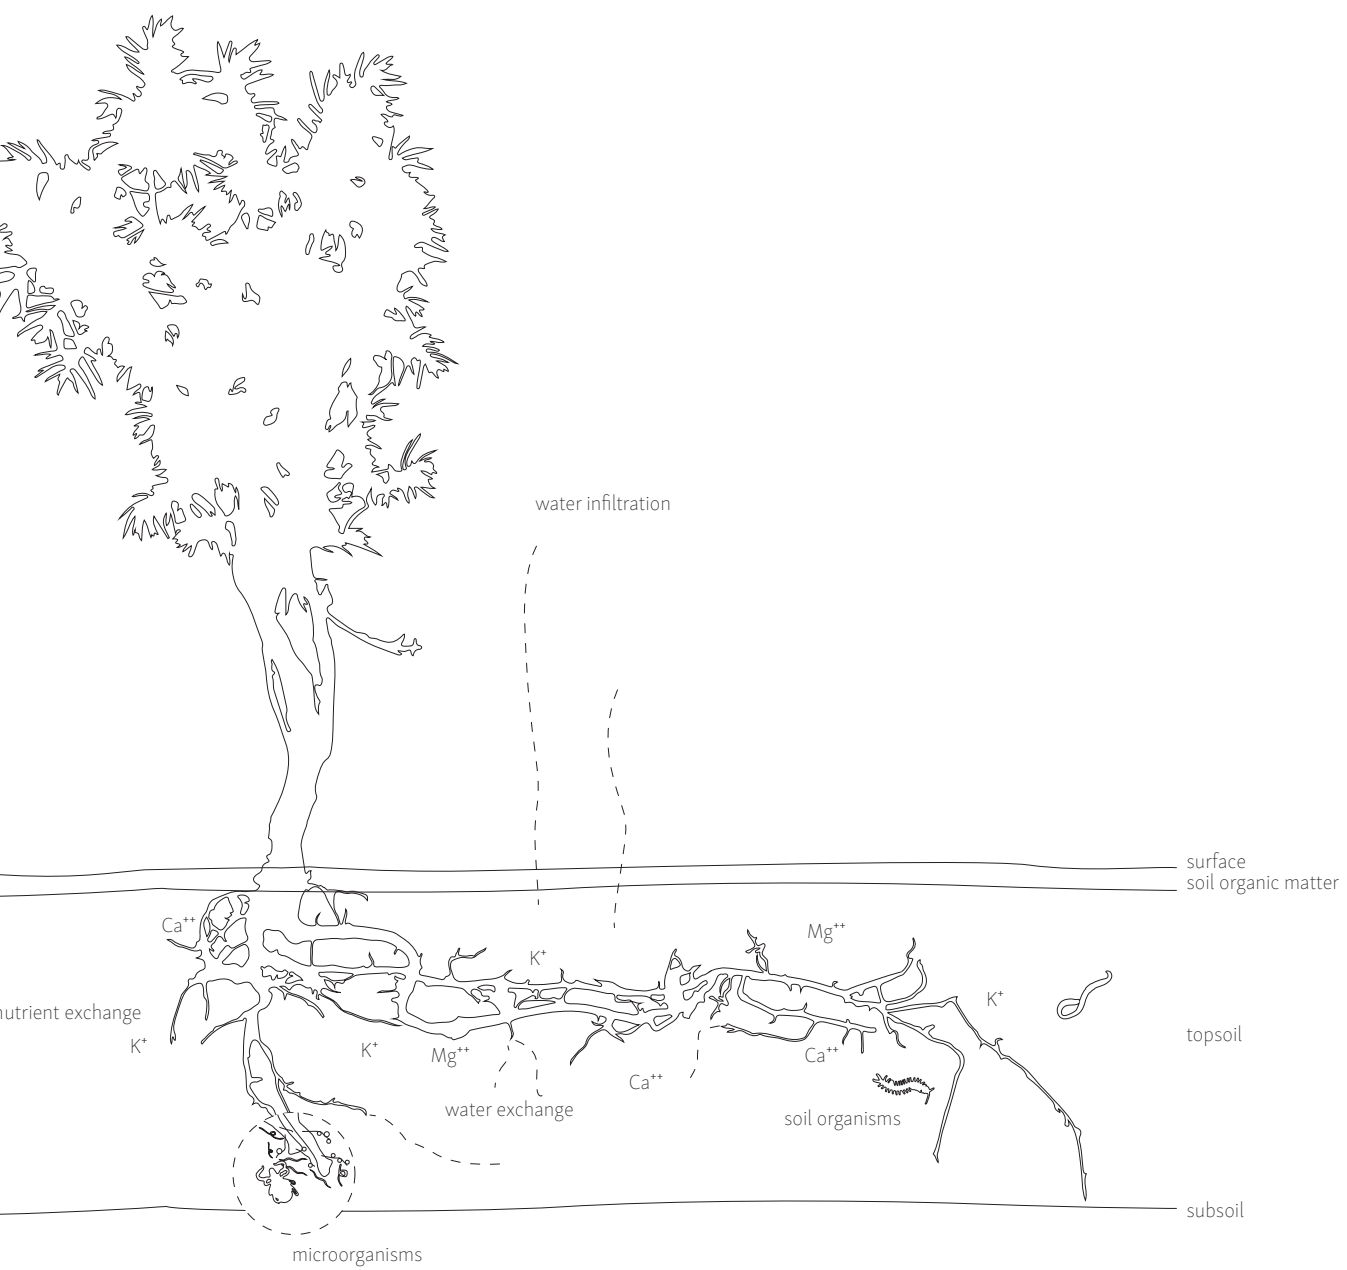 water infiltration
surface
soil organic matter
Ca⁺⁺
Mg⁺⁺
K⁺
K⁺
nutrient exchange
topsoil
K⁺
K⁺
Mg⁺⁺
Ca⁺⁺
Ca⁺⁺
water exchange
soil organisms
subsoil
microorganisms